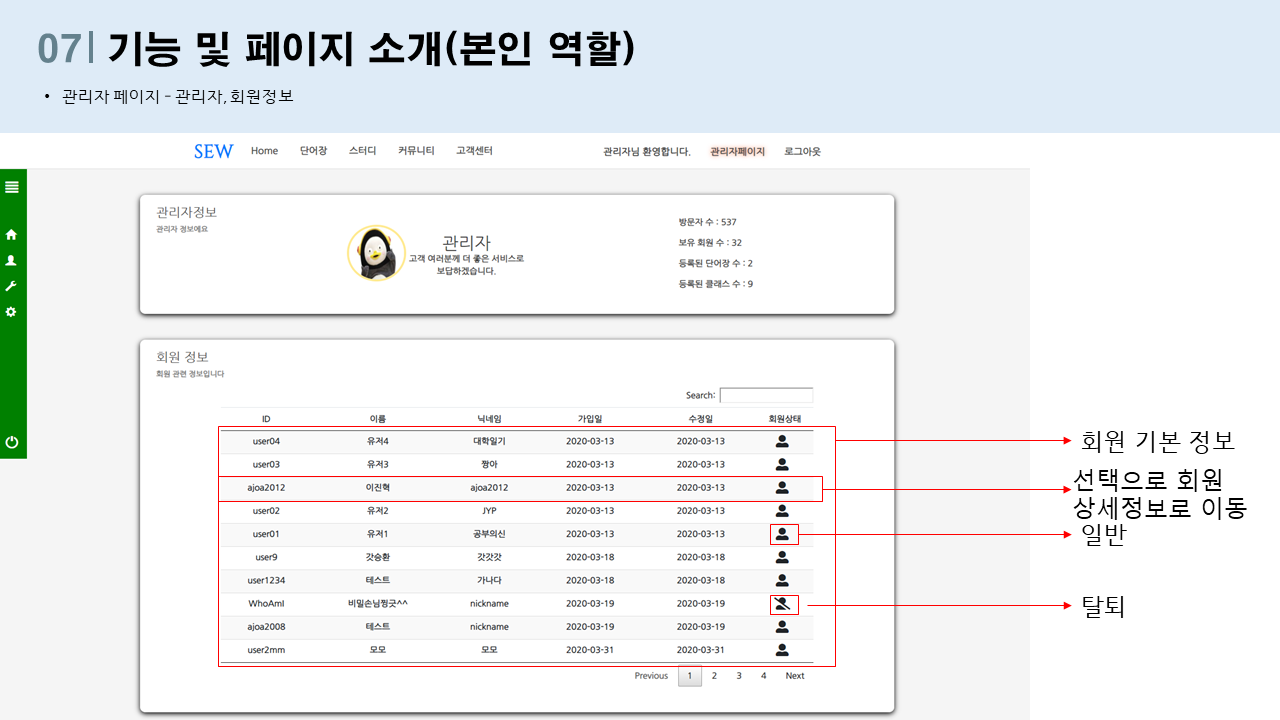 07| 기능 및 페이지 소개(본인 역할)
• 관리자 페이지 – 관리자, 회원정보
SEW Home 단어장 스터디 커뮤니티 고객센터 관리자님 환영합니다. 관리자페이지 로그아웃
관리자정보
관리자 정보에요
관리자
고객 여러분께 더 좋은 서비스로
보답하겠습니다.
방문자 수 : 537
보유 회원 수 : 32
등록된 단어장 수 : 2
등록된 클래스 수 : 9
회원 정보
회원 관련 정보입니다
Search:
ID 이름 닉네임 가입일 수정일 회원상태
user04 유저4 대학일기 2020-03-13 2020-03-13
user03 유저3 짱아 2020-03-13 2020-03-13
ajoa2012 이진혁 ajoa2012 2020-03-13 2020-03-13
user02 유저2 JYP 2020-03-13 2020-03-13
user01 유저1 공부의신 2020-03-13 2020-03-13
user9 갓승환 갓갓갓 2020-03-18 2020-03-18
user1234 테스트 가나다 2020-03-18 2020-03-18
WhoAmI 비밀손님찡긋^^ nickname 2020-03-19 2020-03-19
ajoa2008 테스트 nickname 2020-03-19 2020-03-19
user2mm 모모 모모 2020-03-31 2020-03-31
Previous 1 2 3 4 Next
회원 기본 정보
선택으로 회원
상세정보로 이동
일반
탈퇴